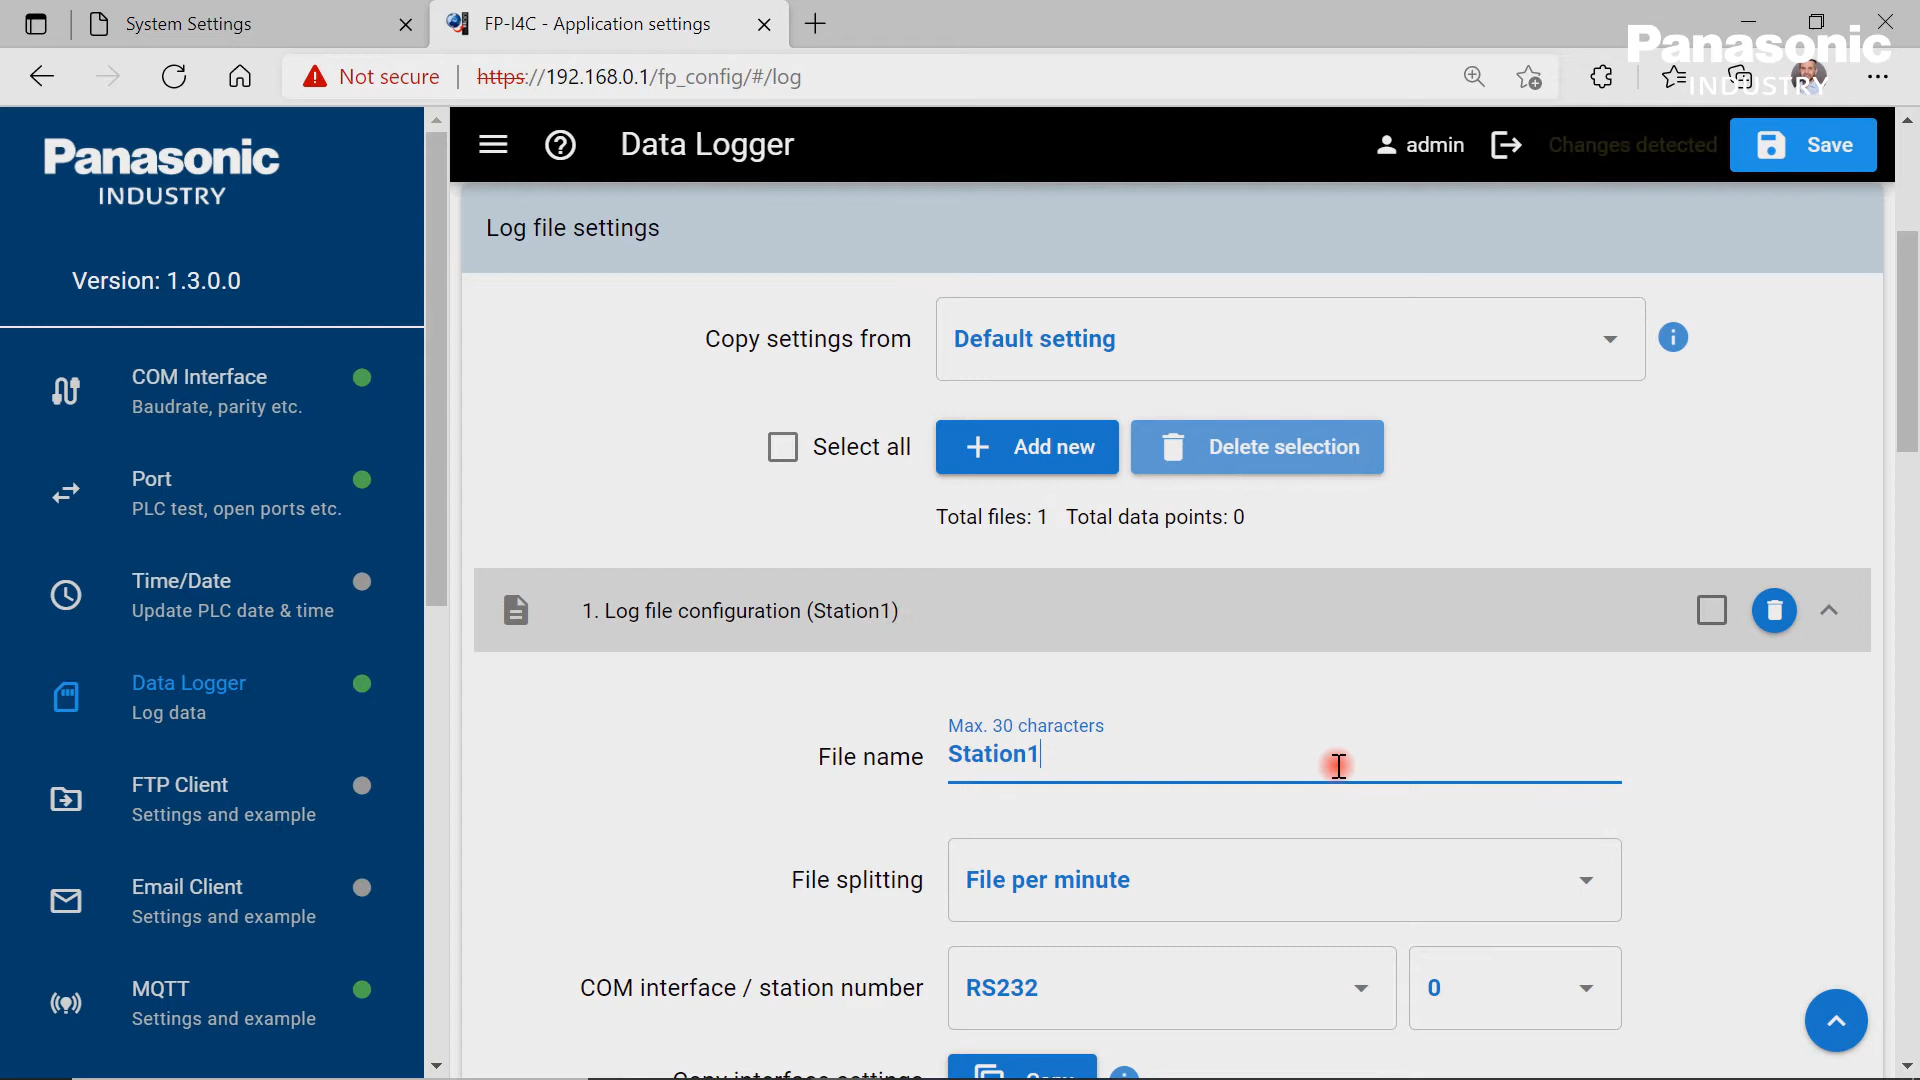 System Settings
FP-I4C - Application settings
Panasonic
INDUSTRY
Not secure
https://192.168.0.1/fp_config/#/log
Panasonic
INDUSTRY
Version: 1.3.0.0
COM Interface
Baudrate, parity etc.
Port
PLC test, open ports etc.
Time/Date
Update PLC date & time
Data Logger
Log data
FTP Client
Settings and example
Email Client
Settings and example
MQTT
Settings and example
Data Logger
admin
Changes detected
Save
Log file settings
Copy settings from
Default setting
Select all
Add new
Delete selection
Total files: 1 Total data points: 0
1. Log file configuration (Station1)
Max. 30 characters
File name
Station1
File splitting
File per minute
COM interface / station number
RS232
0
Copy interface settings
Copy